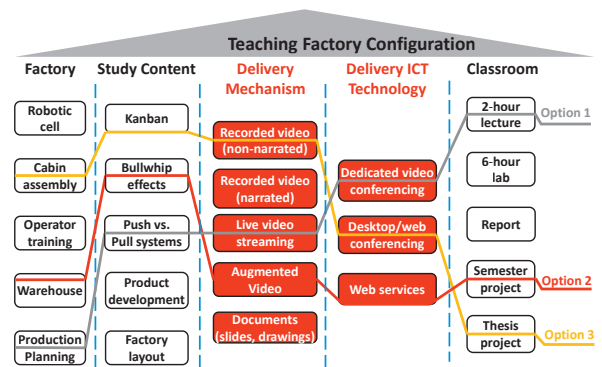 Teaching Factory Configuration
Factory
Study Content
Delivery
Mechanism
Delivery ICT
Technology
Classroom
Robotic
cell
Cabin
assembly
Operator
training
Warehouse
Production
Planning
Kanban
Bullwhip
effects
Push vs.
Pull systems
Product
development
Factory
layout
Recorded video
(non-narrated)
Recorded video
(narrated)
Live video
streaming
Augmented
Video
Documents
(slides, drawings)
Dedicated video
conferencing
Desktop/web
conferencing
Web services
2-hour
lecture
6-hour
lab
Report
Semester
project
Thesis
project
Option 1
Option 2
Option 3